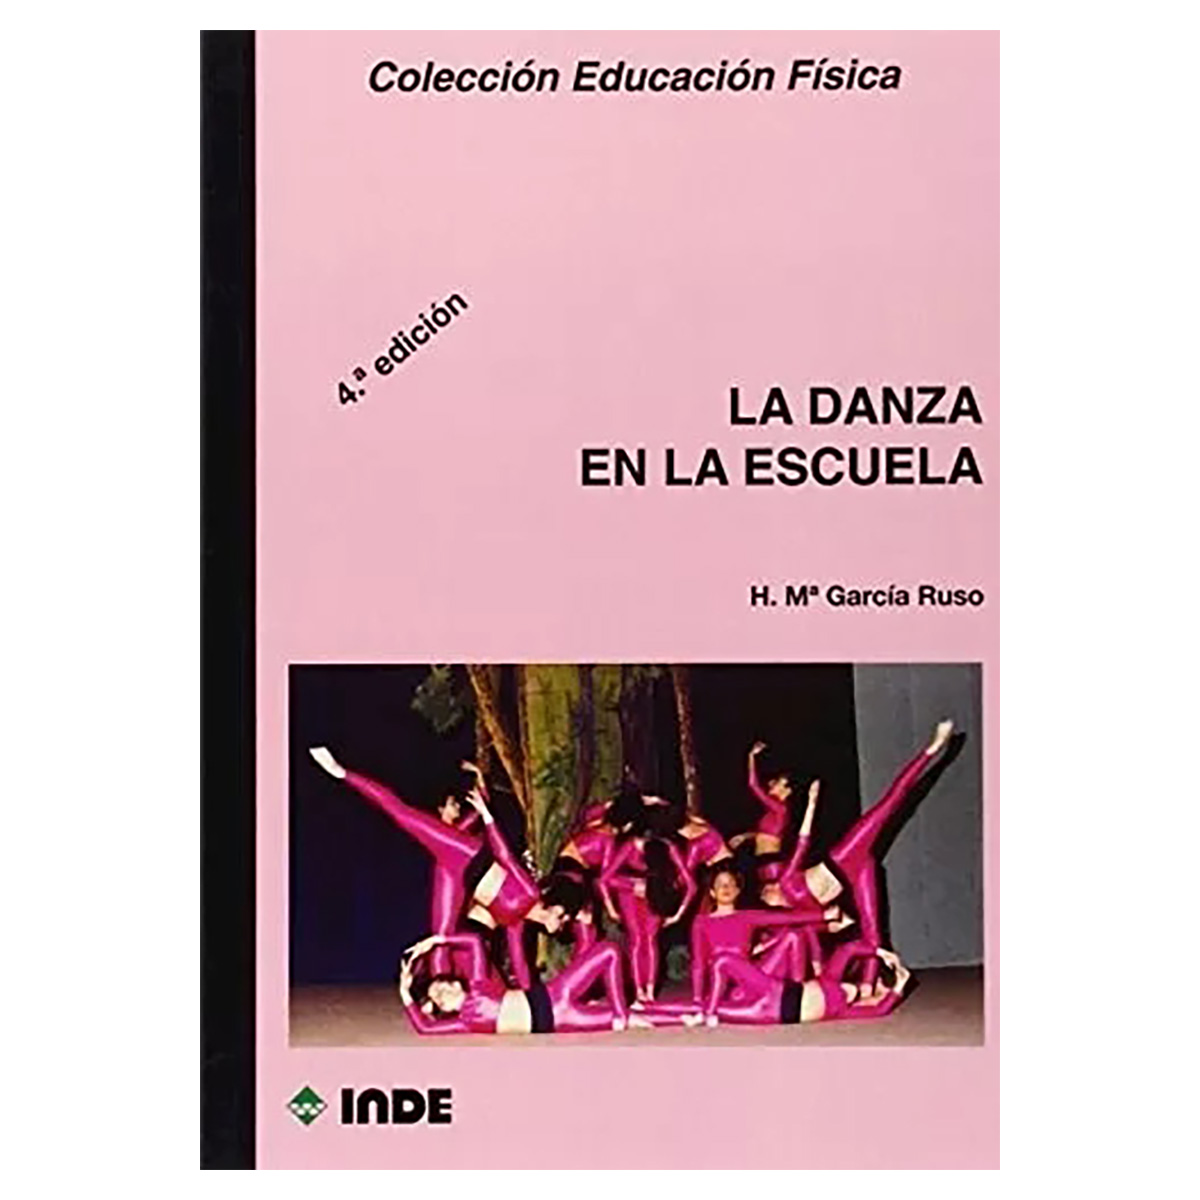 Colección Educación Física
4.ª edición
LA DANZA
EN LA ESCUELA
H. Mª García Ruso
INDE